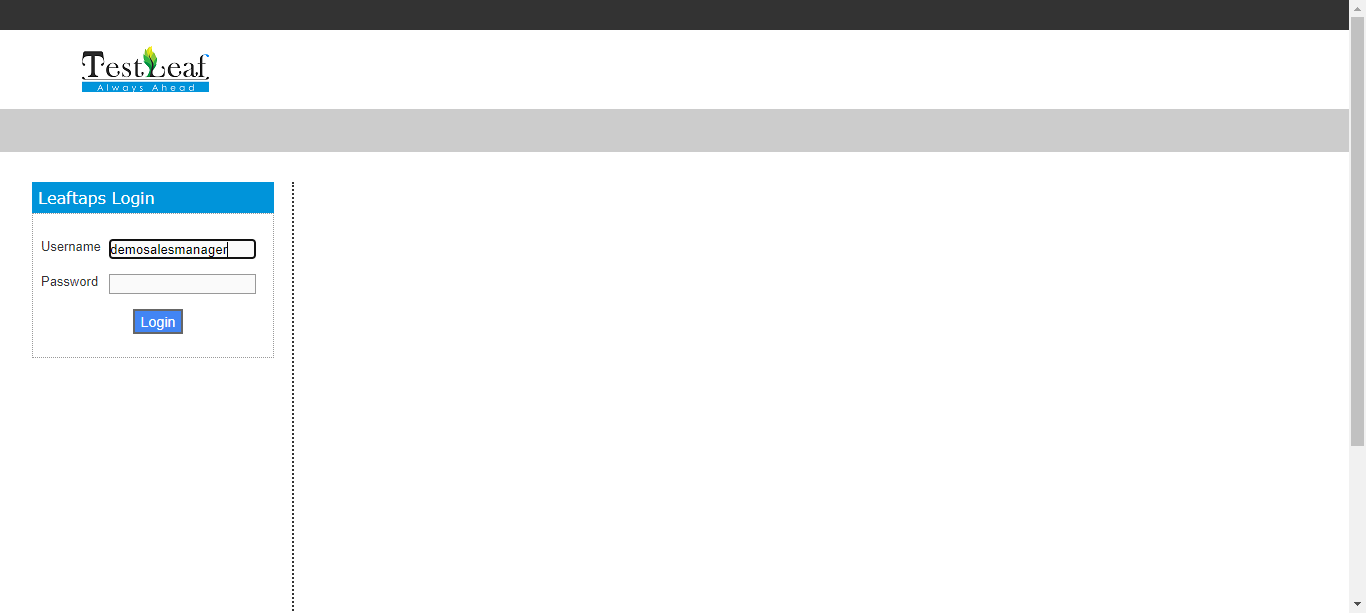 TestLeaf
Always Ahead
Leaftaps Login
Username demosalesmanager
Password
Login